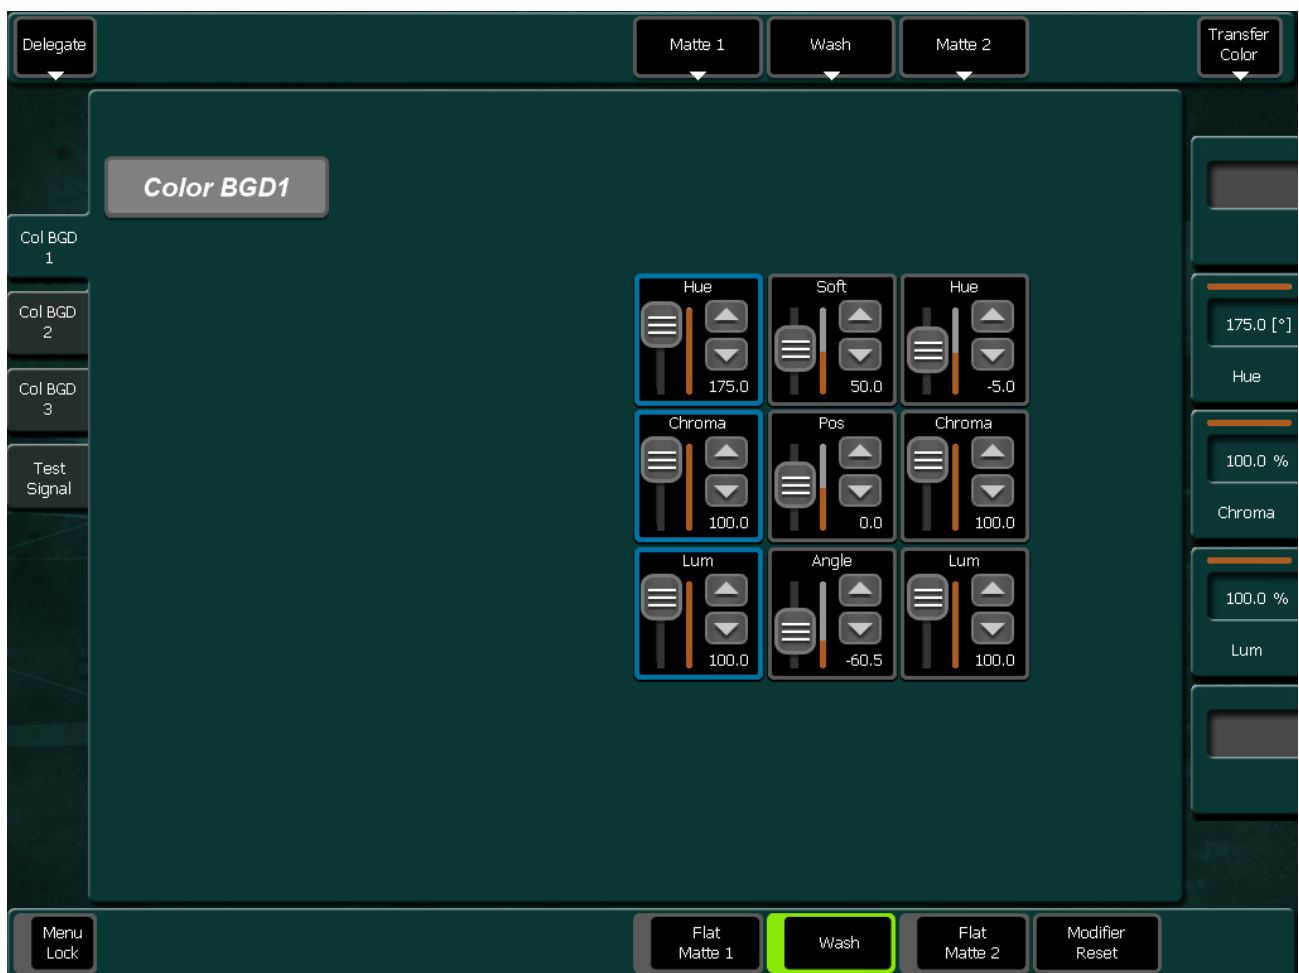 Delegate
Matte 1
Wash
Matte 2
Transfer
Color
Color BGD1
Col BGD
1
Col BGD
2
Col BGD
3
Test
Signal
Hue
175.0
Soft
50.0
Hue
-5.0
Chroma
100.0
Pos
0.0
Chroma
100.0
Lum
100.0
Angle
-60.5
Lum
100.0
175.0 [°]
Hue
100.0 %
Chroma
100.0 %
Lum
Menu
Lock
Flat
Matte 1
Wash
Flat
Matte 2
Modifier
Reset